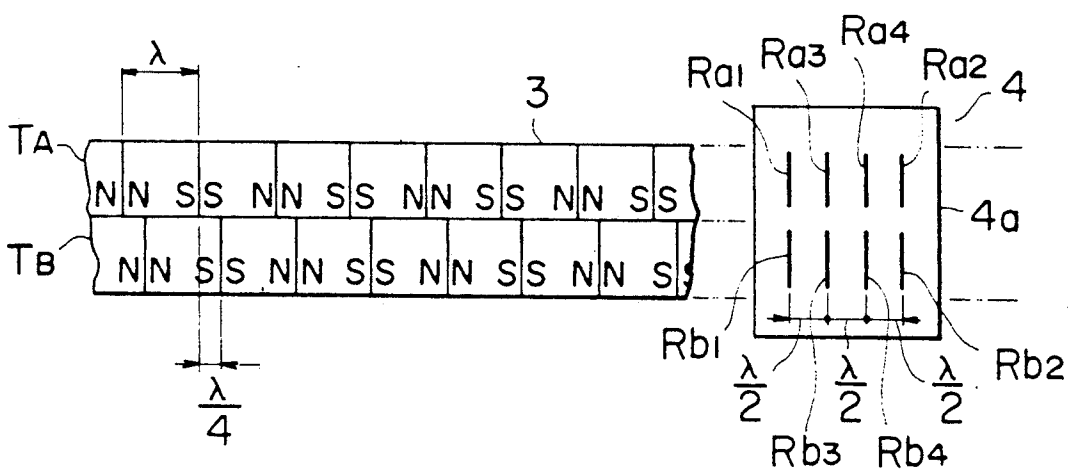 λ
3
Ra1
Ra3
Ra4
Ra2
4
TA
N N S S N N S S N N S S N N S S
4a
TB
N N S S N N S S N N S S N N S S
λ/4
Rb1
λ/2
λ/2
λ/2
Rb2
Rb3
Rb4